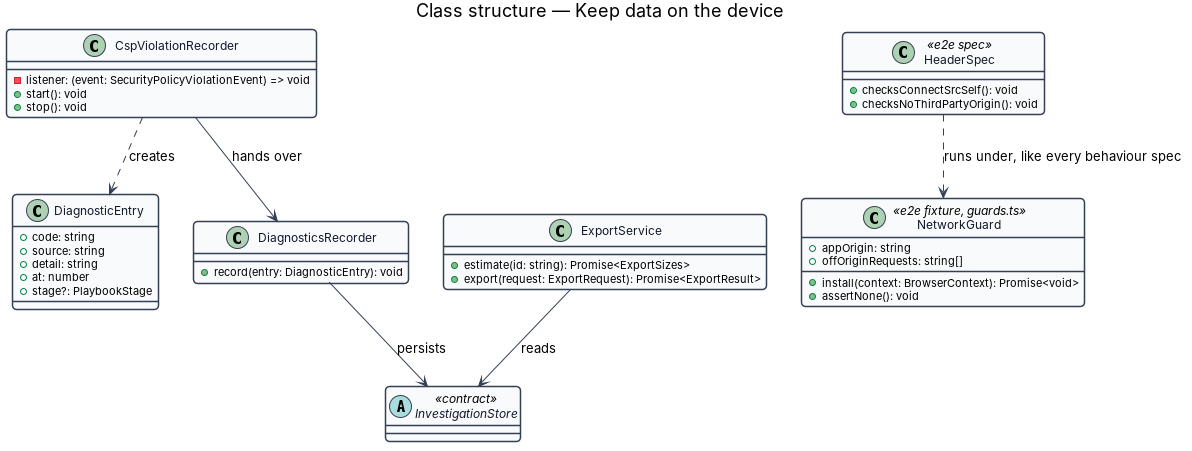 Class structure — Keep data on the device
C CspViolationRecorder
listener: (event: SecurityPolicyViolationEvent) => void
start(): void
stop(): void
C «e2e spec»
HeaderSpec
checksConnectSrcSelf(): void
checksNoThirdPartyOrigin(): void
creates
hands over
runs under, like every behaviour spec
C DiagnosticEntry
code: string
source: string
detail: string
at: number
stage?: PlaybookStage
C DiagnosticsRecorder
record(entry: DiagnosticEntry): void
C ExportService
estimate(id: string): Promise<ExportSizes>
export(request: ExportRequest): Promise<ExportResult>
C «e2e fixture, guards.ts»
NetworkGuard
appOrigin: string
offOriginRequests: string[]
install(context: BrowserContext): Promise<void>
assertNone(): void
persists
reads
A «contract»
InvestigationStore